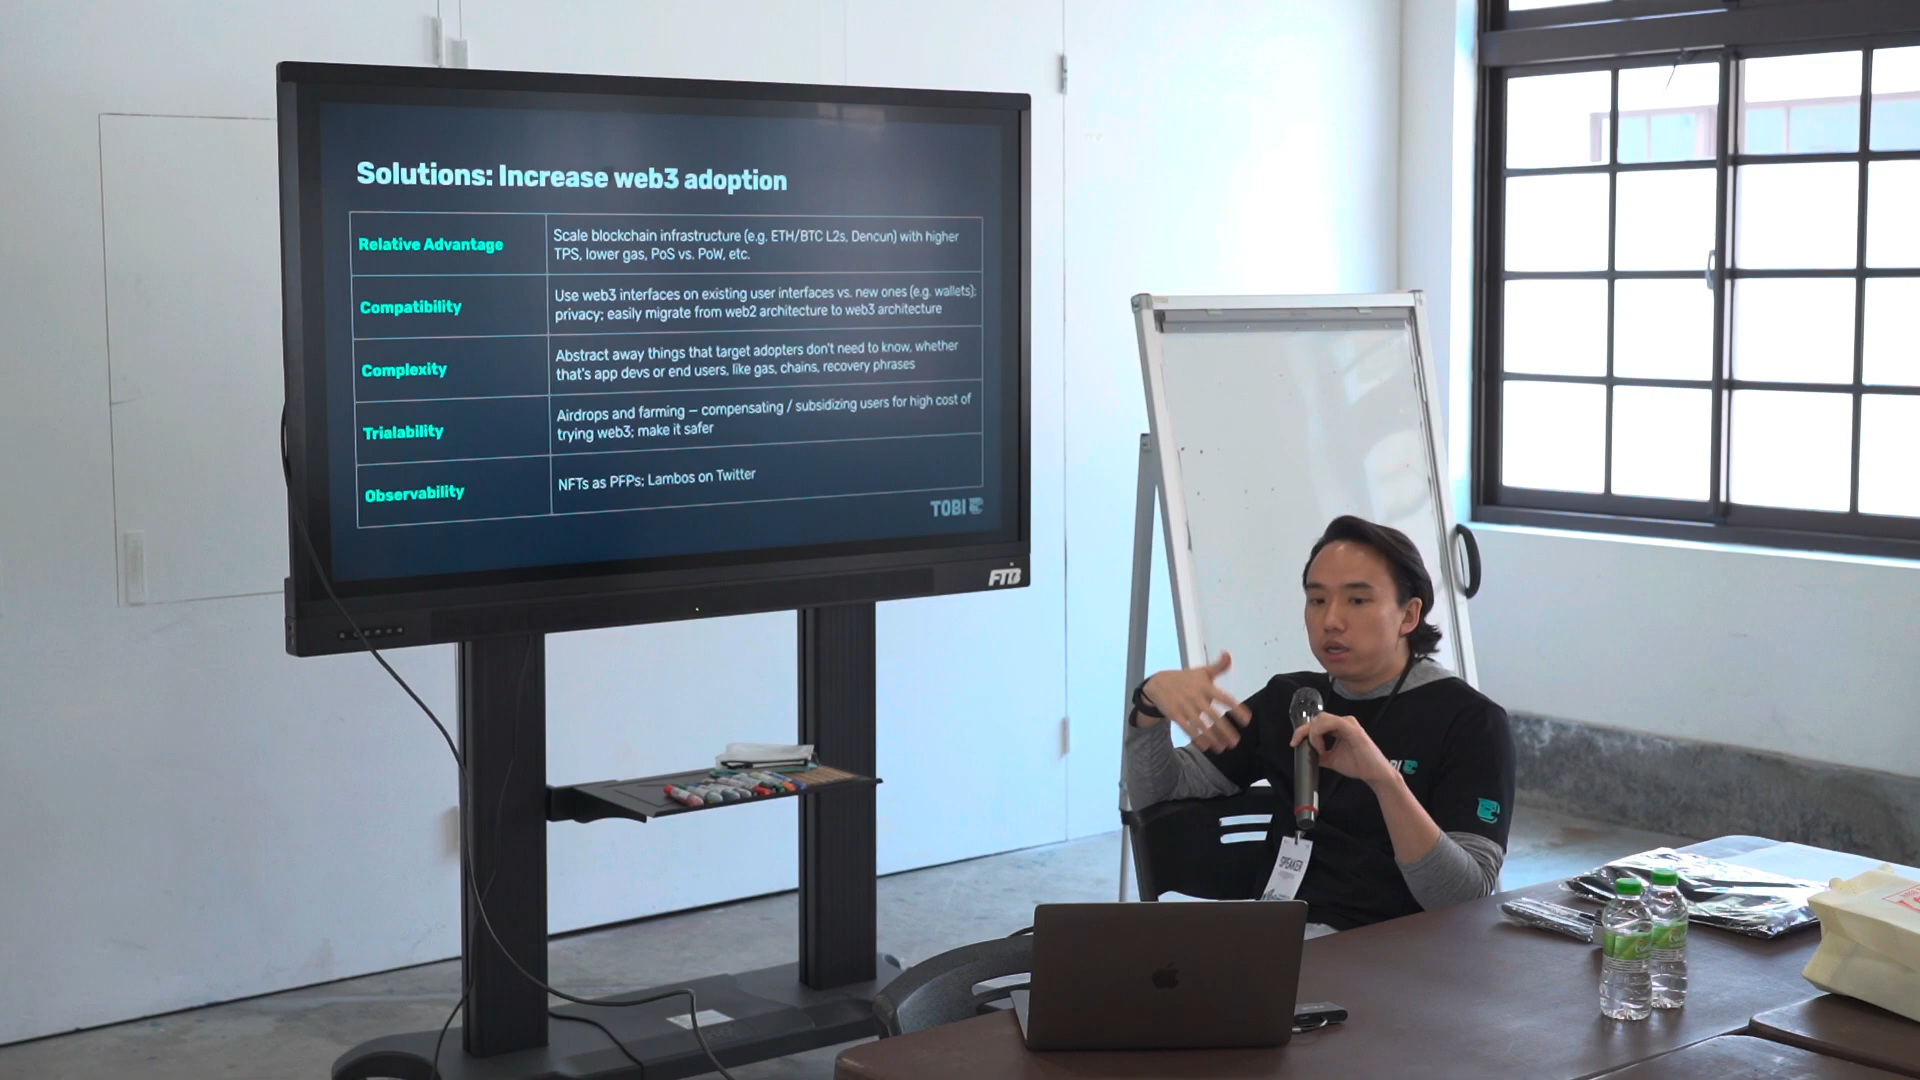 Solutions: Increase web3 adoption
Relative Advantage
Scale blockchain infrastructure (e.g. ETH/BTC L2s, Dencun) with higher
TPS, lower gas, PoS vs. PoW, etc.
Compatibility
Use web3 interfaces on existing user interfaces vs. new ones (e.g. wallets);
privacy; easily migrate from web2 architecture to web3 architecture
Complexity
Abstract away things that target adopters don't need to know, whether
that's app devs or end users, like gas, chains, recovery phrases
Trialability
Airdrops and farming — compensating / subsidizing users for high cost of
trying web3; make it safer
Observability
NFTs as PFPs; Lambos on Twitter
TOBI
SPEAKER